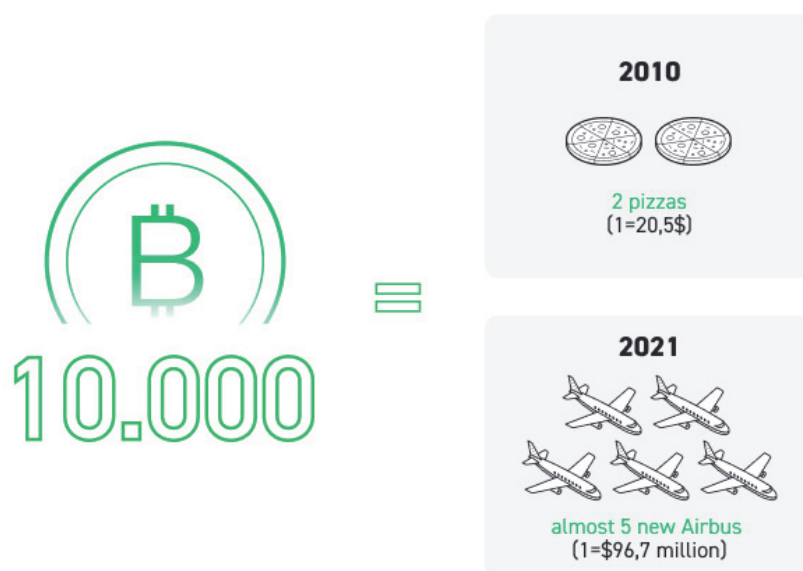 10.000
2010
2 pizzas
(1=20,5$)
2021
almost 5 new Airbus
(1=$96,7 million)